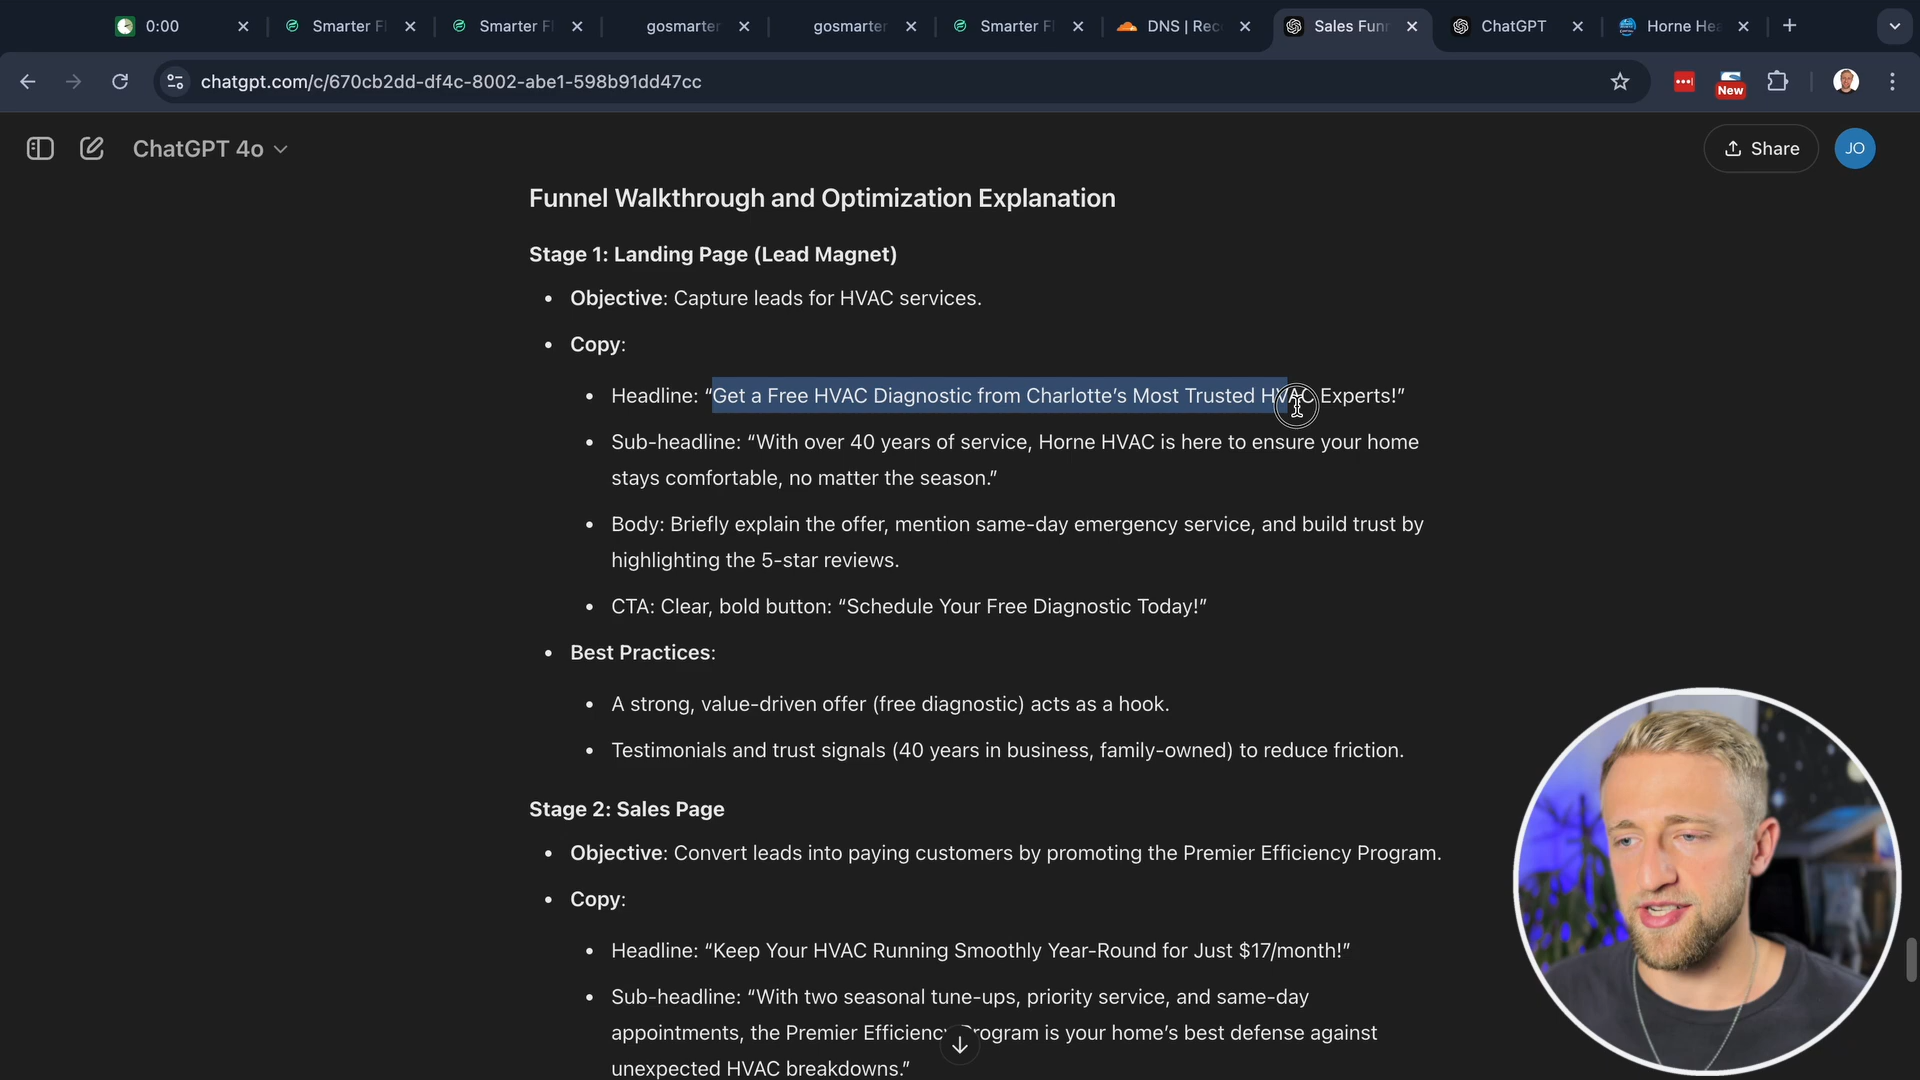 0:00
Smarter Fl
Smarter Fl
gosmarter
gosmarter
Smarter Fl
DNS | Rec
Sales Funn
ChatGPT
Horne Hea
chatgpt.com/c/670cb2dd-df4c-8002-abe1-598b91dd47cc
New
ChatGPT 4o
Share
JO
Funnel Walkthrough and Optimization Explanation
Stage 1: Landing Page (Lead Magnet)
• Objective: Capture leads for HVAC services.
• Copy:
• Headline: “Get a Free HVAC Diagnostic from Charlotte’s Most Trusted HVAC Experts!”
• Sub-headline: “With over 40 years of service, Horne HVAC is here to ensure your home
stays comfortable, no matter the season.”
• Body: Briefly explain the offer, mention same-day emergency service, and build trust by
highlighting the 5-star reviews.
• CTA: Clear, bold button: “Schedule Your Free Diagnostic Today!”
• Best Practices:
• A strong, value-driven offer (free diagnostic) acts as a hook.
• Testimonials and trust signals (40 years in business, family-owned) to reduce friction.
Stage 2: Sales Page
• Objective: Convert leads into paying customers by promoting the Premier Efficiency Program.
• Copy:
• Headline: “Keep Your HVAC Running Smoothly Year-Round for Just $17/month!”
• Sub-headline: “With two seasonal tune-ups, priority service, and same-day
appointments, the Premier Efficiency Program is your home’s best defense against
unexpected HVAC breakdowns.”